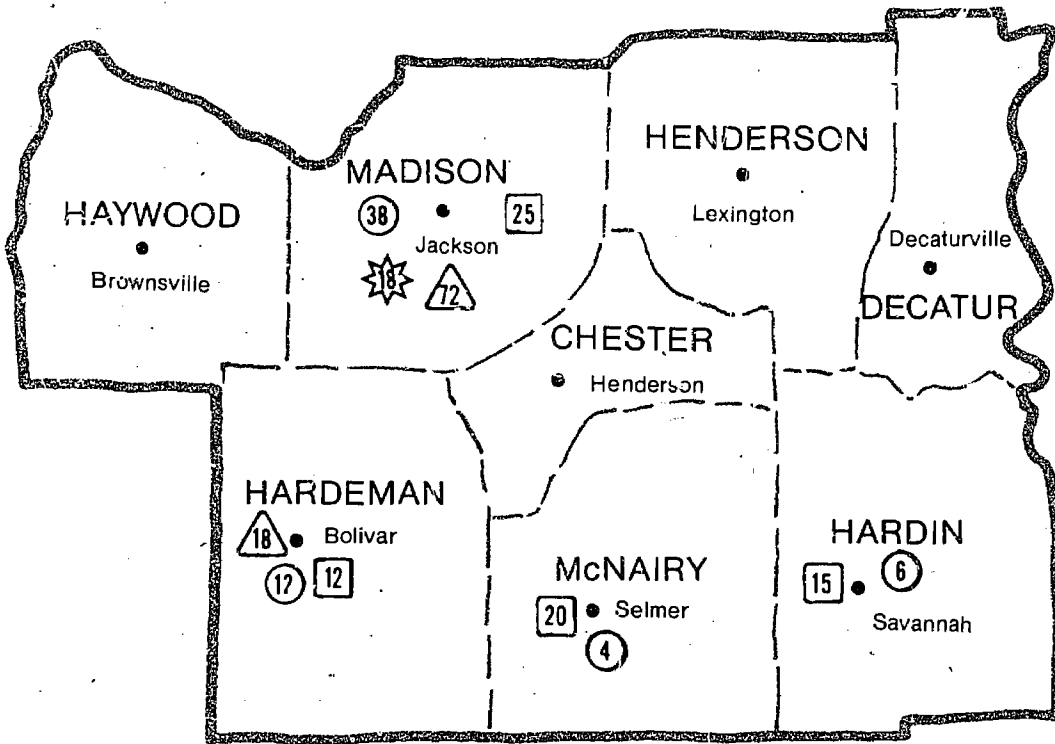 HENDERSON
MADISON
38
25
HAYWOOD
Lexington
Jackson
Decaturville
Brownsville
18
72
DECATUR
CHESTER
Henderson
HARDEMAN
18
Bolivar
12
12
HARDIN
McNAIRY
15
6
20
Selmer
Savannah
4